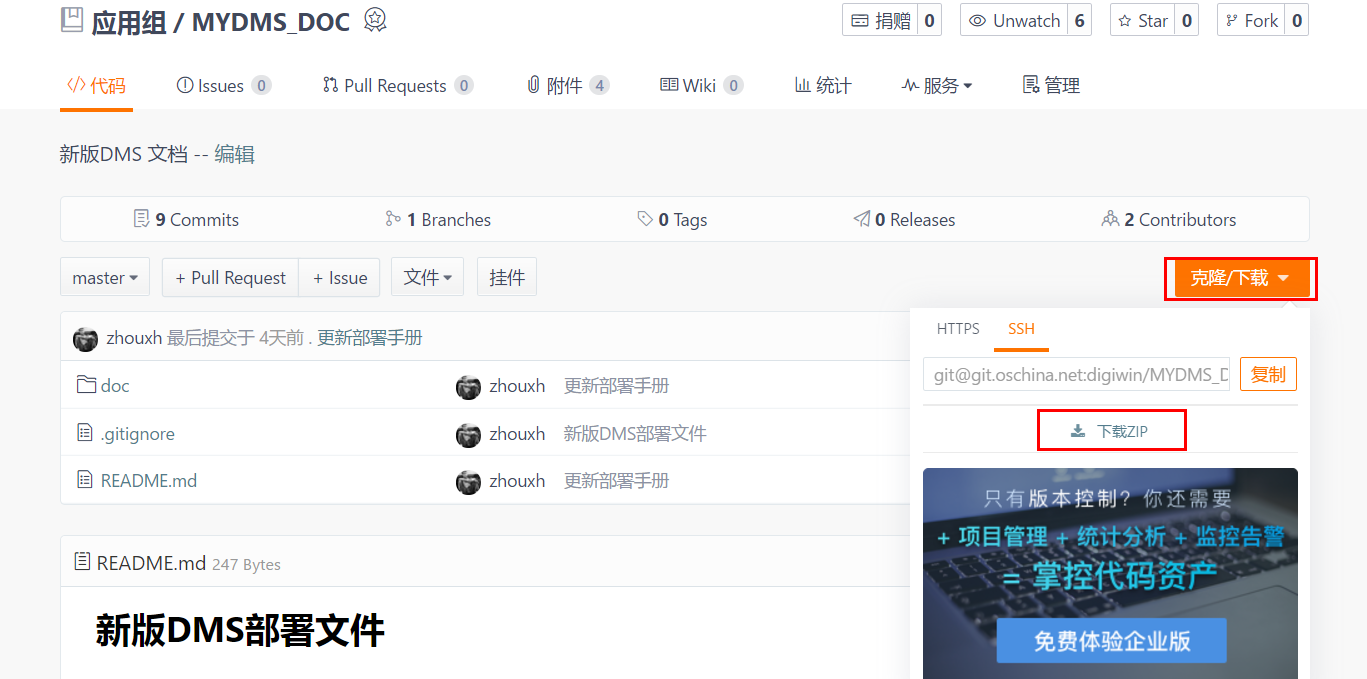 应用组 / MYDMS_DOC 捐赠 0 Unwatch 6 Star 0 Fork 0
代码 Issues 0 Pull Requests 0 附件 4 Wiki 0 统计 服务 管理
新版DMS 文档 -- 编辑
9 Commits 1 Branches 0 Tags 0 Releases 2 Contributors
master + Pull Request + Issue 文件 挂件 克隆/下载
HTTPS SSH
zhouxh 最后提交于 4天前 . 更新部署手册
git@git.oschina.net:digiwin/MYDMS_D 复制
doc zhouxh 更新部署手册
下载ZIP
.gitignore zhouxh 新版DMS部署文件
README.md zhouxh 更新部署手册
只有版本控制？你还需要
+ 项目管理 + 统计分析 + 监控告警
= 掌控代码资产
免费体验企业版
README.md 247 Bytes
新版DMS部署文件